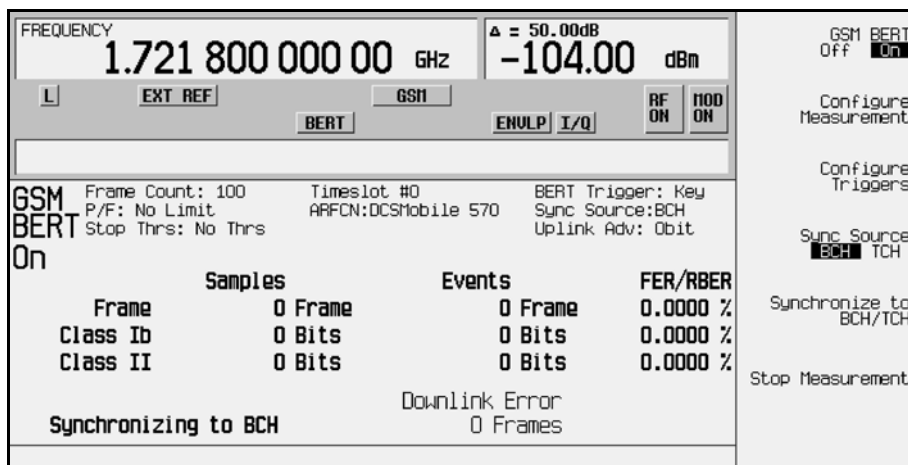 FREQUENCY
1.721 800 000 00 GHz
Δ = 50.00dB
-104.00 dBm
L EXT REF GSM RF ON MOD ON
BERT ENVLP I/Q
GSM BERT On
Frame Count: 100 Timeslot #0 BERT Trigger: Key
P/F: No Limit ARFCN:DCSMobile 570 Sync Source:BCH
Stop Thrs: No Thrs Uplink Adv: 0bit
Samples Events FER/RBER
Frame 0 Frame 0 Frame 0.0000 %
Class Ib 0 Bits 0 Bits 0.0000 %
Class II 0 Bits 0 Bits 0.0000 %
Downlink Error
Synchronizing to BCH 0 Frames
GSM BERT
Off On
Configure
Measurement
Configure
Triggers
Sync Source
BCH TCH
Synchronize to
BCH/TCH
Stop Measurement